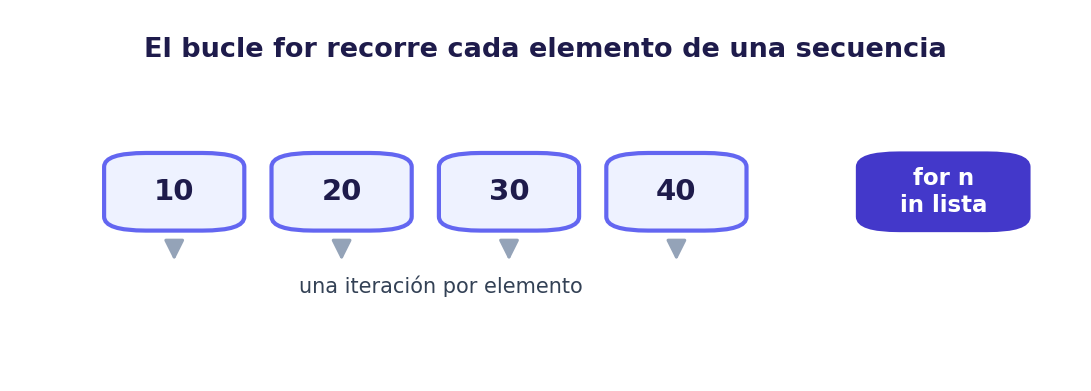 El bucle for recorre cada elemento de una secuencia
10
20
30
40
for n
in lista
una iteración por elemento